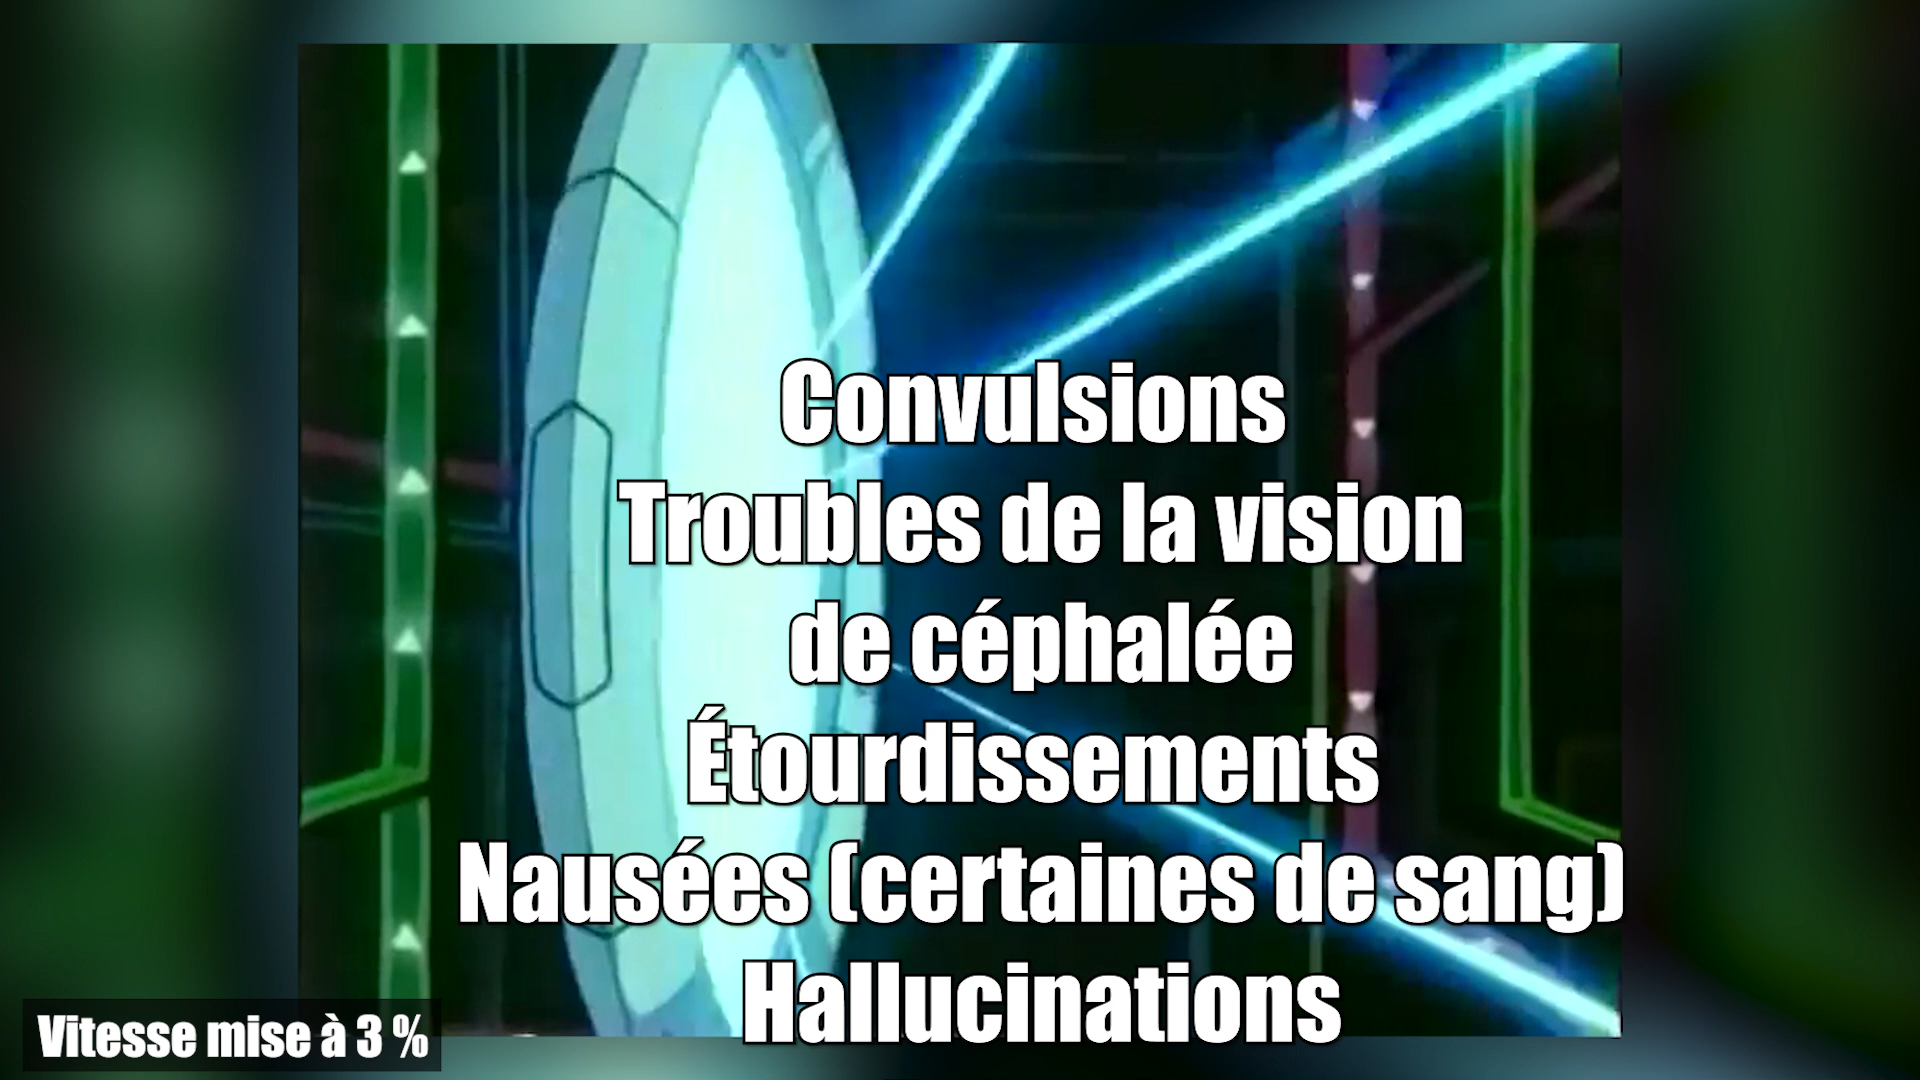 Convulsions
Troubles de la vision
de céphalée
Étourdissements
Nausées (certaines de sang)
Hallucinations
Vitesse mise à 3 %